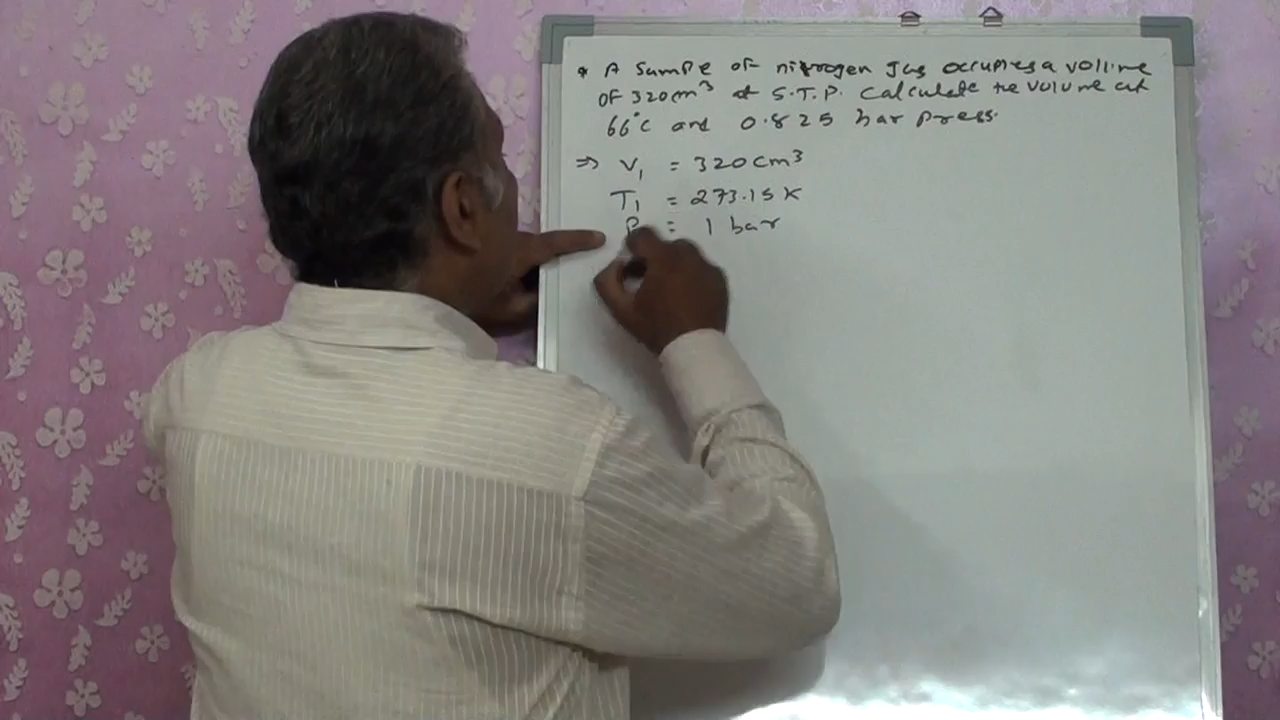 * A Sample of nitrogen gas occupies a volume
of 320 cm³ at S.T.P. Calculate the volume at
66°C and 0.825 bar press.
⇒ V₁ = 320 cm³
T₁ = 273.15 K
P = 1 bar